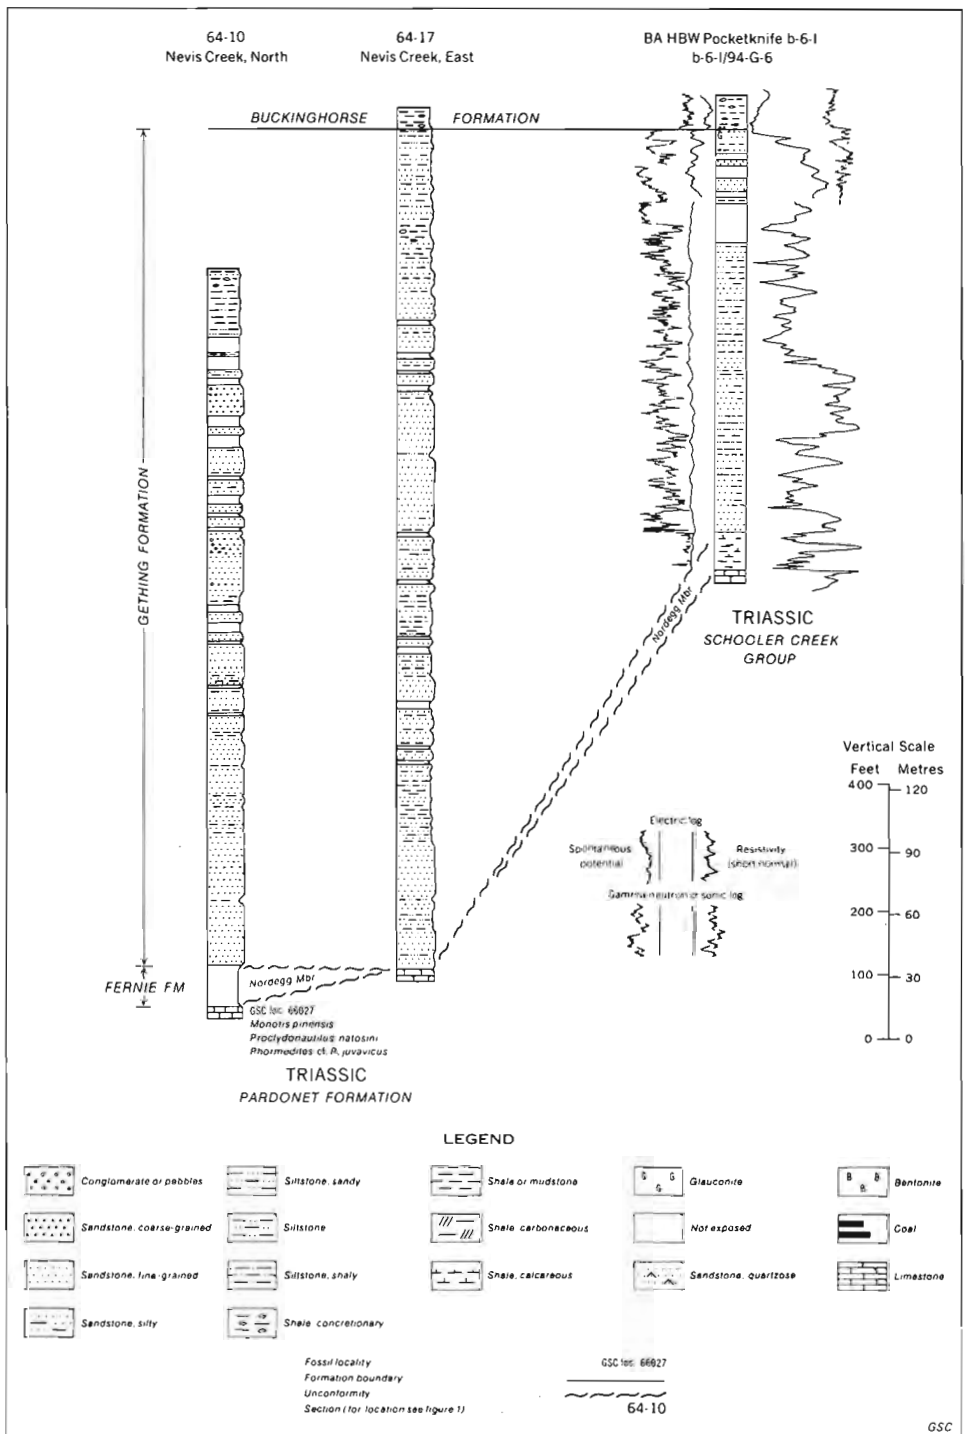 64-10
Nevis Creek, North
64-17
Nevis Creek, East
BA HBW Pocketknife b-6-I
b-6-I/94-G-6
BUCKINGHORSE FORMATION
GETHING FORMATION
FERNIE FM
Nordegg Mbr
Nordegg Mbr
GSC loc. 66027
Monotis pinensis
Proclydonautilus natosini
Rhormedites cf. R. juvavicus
TRIASSIC
PARDONET FORMATION
TRIASSIC
SCHOOLER CREEK
GROUP
Vertical Scale
Feet Metres
400 120
300 90
200 60
100 30
0 0
Electric log
Spontaneous
potential
Resistivity
(short normal)
Gamma-neutron or sonic log
LEGEND
Conglomerate or pebbles
Siltstone, sandy
Shale or mudstone
Glauconite
Bentonite
Sandstone, coarse-grained
Siltstone
Shale carbonaceous
Not exposed
Coal
Sandstone, fine-grained
Siltstone, shaly
Shale, calcareous
Sandstone, quartzose
Limestone
Sandstone, silty
Shale concretionary
Fossil locality GSC loc. 66027
Formation boundary
Unconformity
Section (for location see figure 1) 64-10
GSC